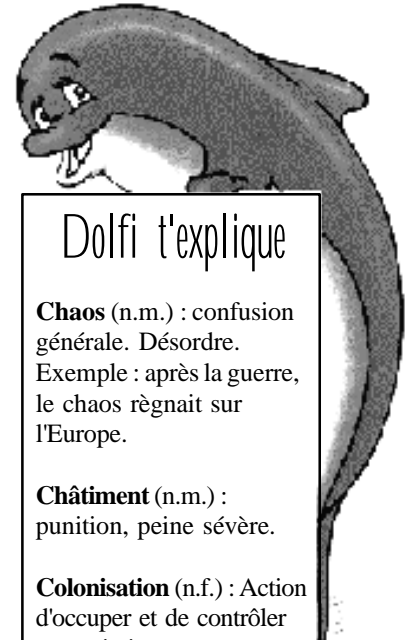 Dolfi t'explique
Chaos (n.m.) : confusion
générale. Désordre.
Exemple : après la guerre,
le chaos règnait sur
l'Europe.
Châtiment (n.m.) :
punition, peine sévère.
Colonisation (n.f.) : Action
d'occuper et de contrôler